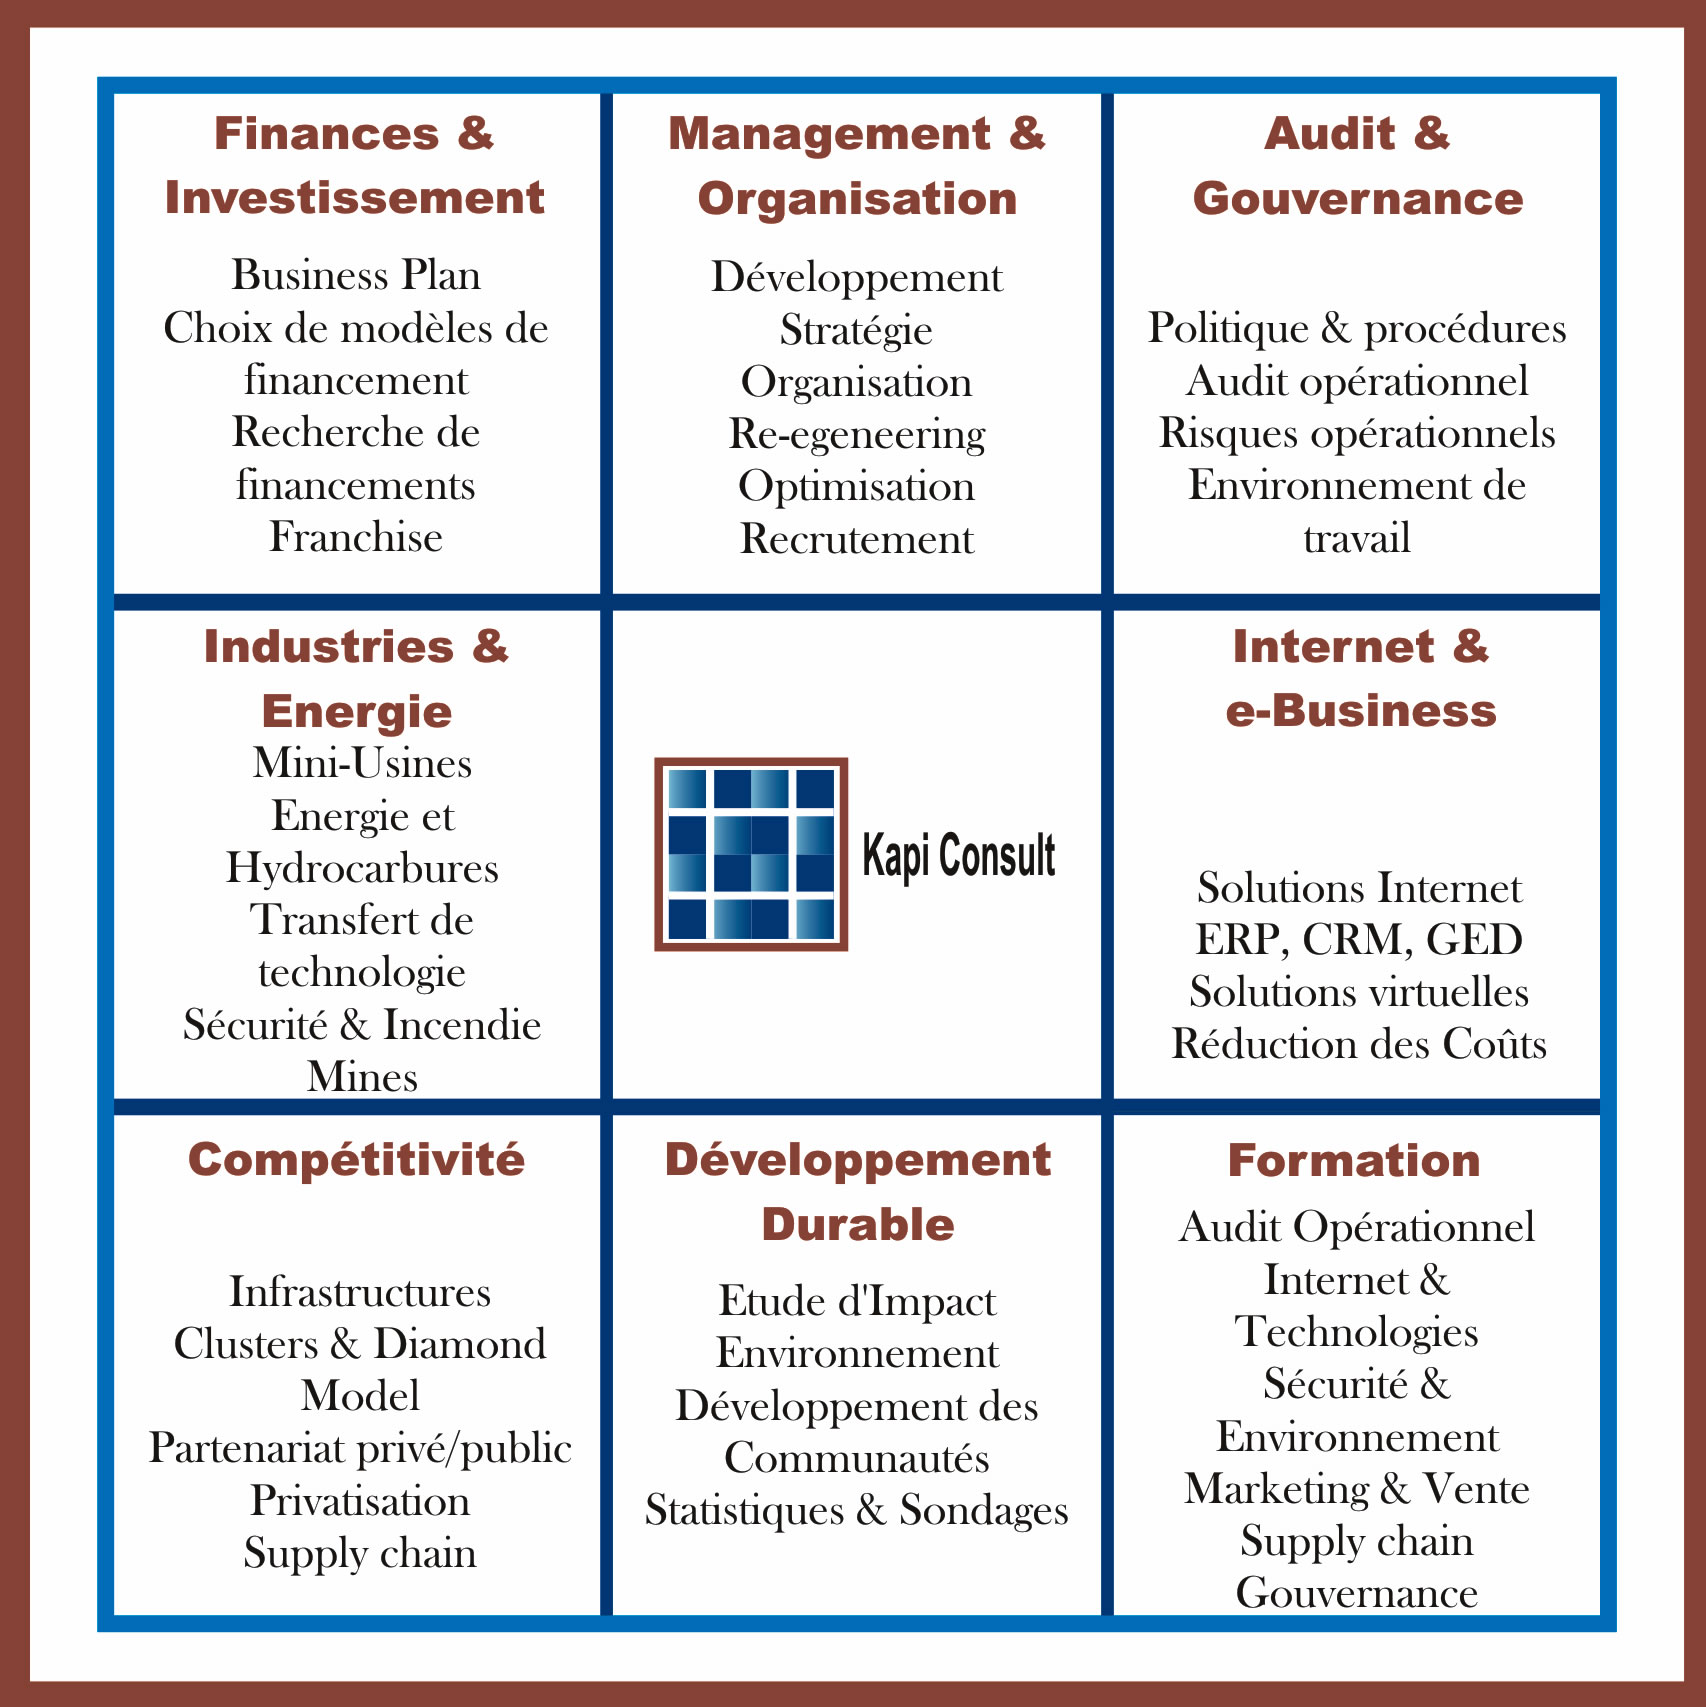 Finances &
Investissement
Business Plan
Choix de modèles de
financement
Recherche de
financements
Franchise
Management &
Organisation
Développement
Stratégie
Organisation
Re-egeneering
Optimisation
Recrutement
Audit &
Gouvernance
Politique & procédures
Audit opérationnel
Risques opérationnels
Environnement de
travail
Industries &
Energie
Mini-Usines
Energie et
Hydrocarbures
Transfert de
technologie
Sécurité & Incendie
Mines
Kapi Consult
Internet &
e-Business
Solutions Internet
ERP, CRM, GED
Solutions virtuelles
Réduction des Coûts
Compétitivité
Infrastructures
Clusters & Diamond
Model
Partenariat privé/public
Privatisation
Supply chain
Développement
Durable
Etude d'Impact
Environnement
Développement des
Communautés
Statistiques & Sondages
Formation
Audit Opérationnel
Internet &
Technologies
Sécurité &
Environnement
Marketing & Vente
Supply chain
Gouvernance